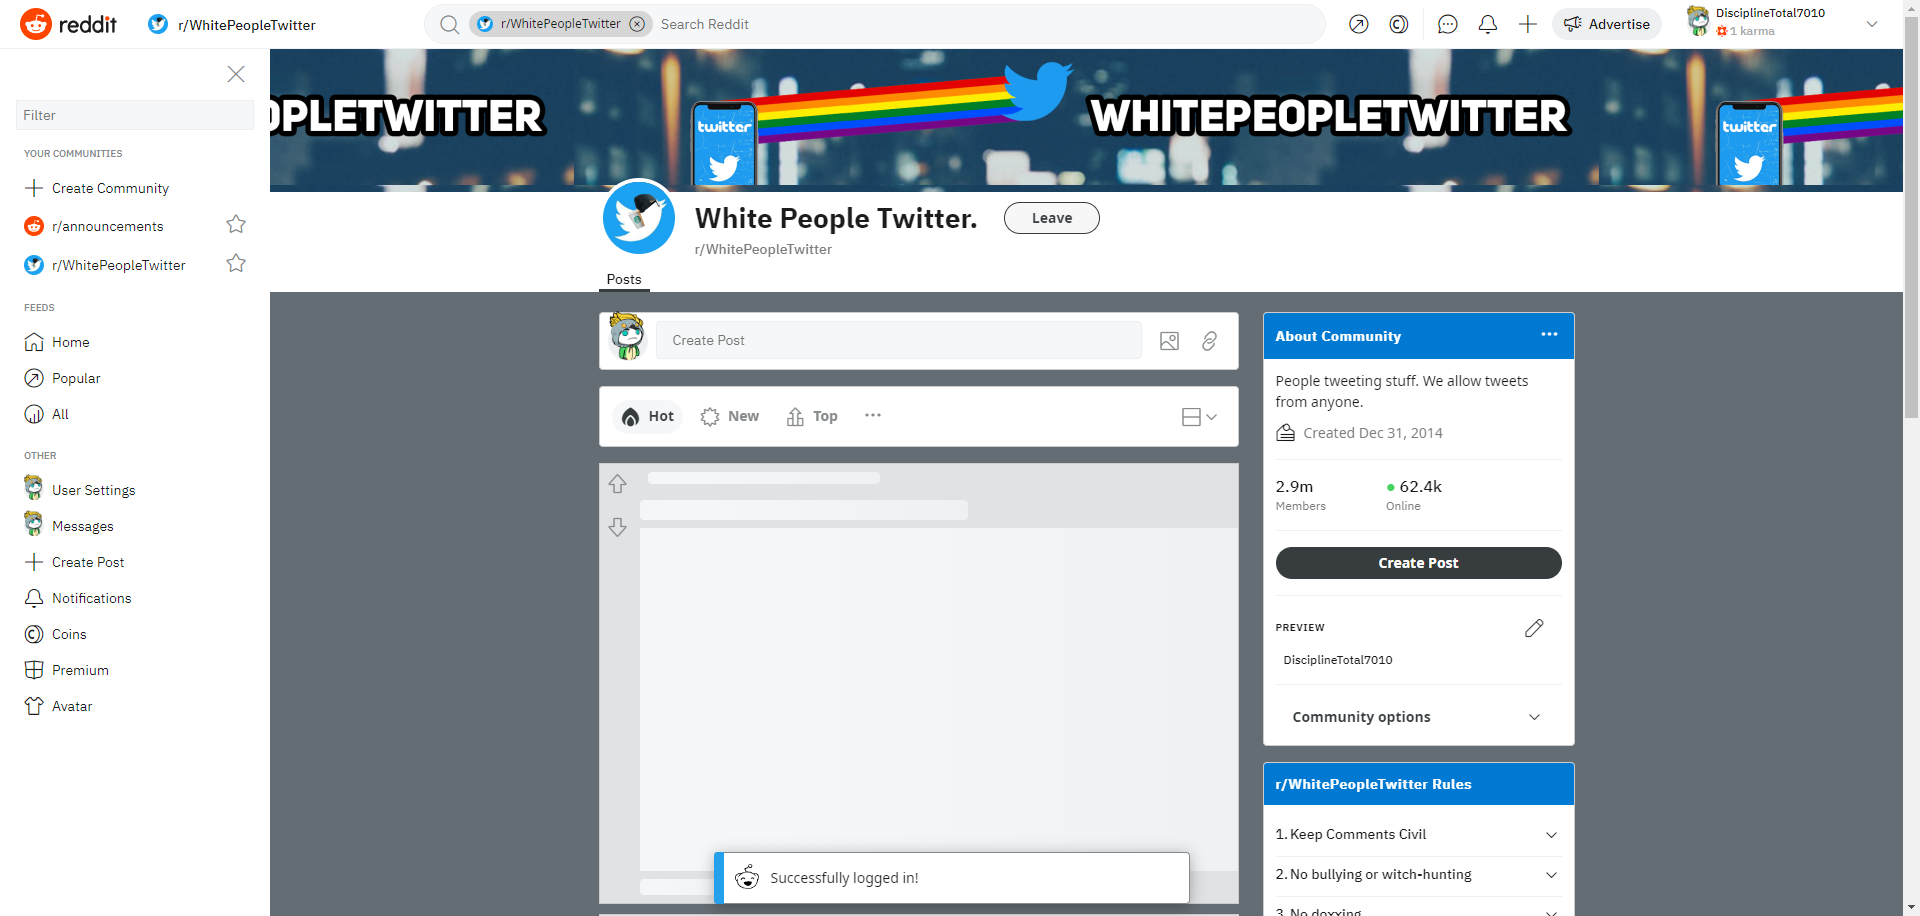 reddit
r/WhitePeopleTwitter
r/WhitePeopleTwitter
Search Reddit
Advertise
DisciplineTotal7010
1 karma
Filter
YOUR COMMUNITIES
Create Community
r/announcements
r/WhitePeopleTwitter
FEEDS
Home
Popular
All
OTHER
User Settings
Messages
Create Post
Notifications
Coins
Premium
Avatar
OPLETWITTER
twitter
WHITEPEOPLETWITTER
twitter
White People Twitter.
Leave
r/WhitePeopleTwitter
Posts
Create Post
Hot
New
Top
About Community
People tweeting stuff. We allow tweets
from anyone.
Created Dec 31, 2014
2.9m
Members
62.4k
Online
Create Post
PREVIEW
DisciplineTotal7010
Community options
r/WhitePeopleTwitter Rules
1. Keep Comments Civil
2. No bullying or witch-hunting
3. No doxxing
Successfully logged in!